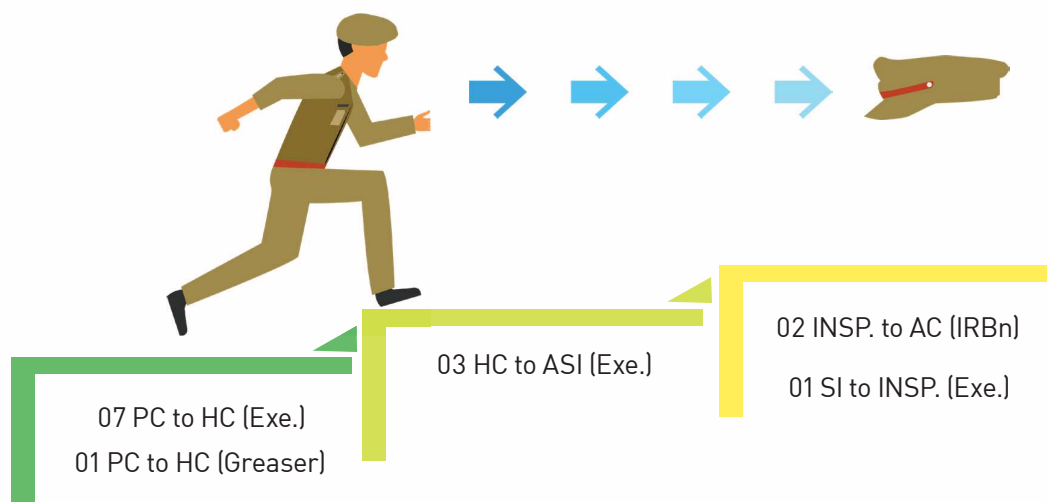 07 PC to HC (Exe.)
01 PC to HC (Greaser)
03 HC to ASI (Exe.)
02 INSP. to AC (IRBn)
01 SI to INSP. (Exe.)